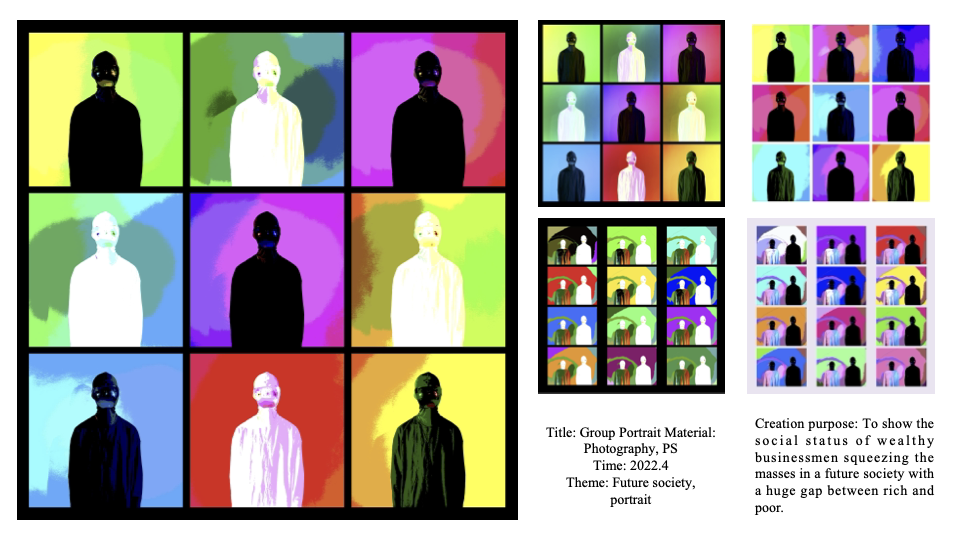 Title: Group Portrait Material:
Photography, PS
Time: 2022.4
Theme: Future society,
portrait
Creation purpose: To show the
social status of wealthy
businessmen squeezing the
masses in a future society with
a huge gap between rich and
poor.